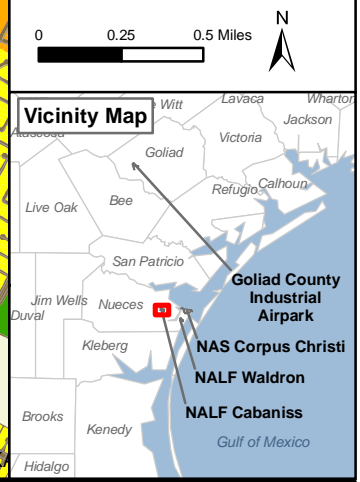 N
0 0.25 0.5 Miles
Vicinity Map
Witt
Lavaca
Wharton
Jackson
Victoria
Goliad
Calhoun
Refugio
Bee
Live Oak
San Patricio
Goliad County
Industrial
Airpark
Jim Wells
Nueces
Duval
NAS Corpus Christi
Kleberg
NALF Waldron
NALF Cabaniss
Brooks
Kenedy
Gulf of Mexico
Hidalgo